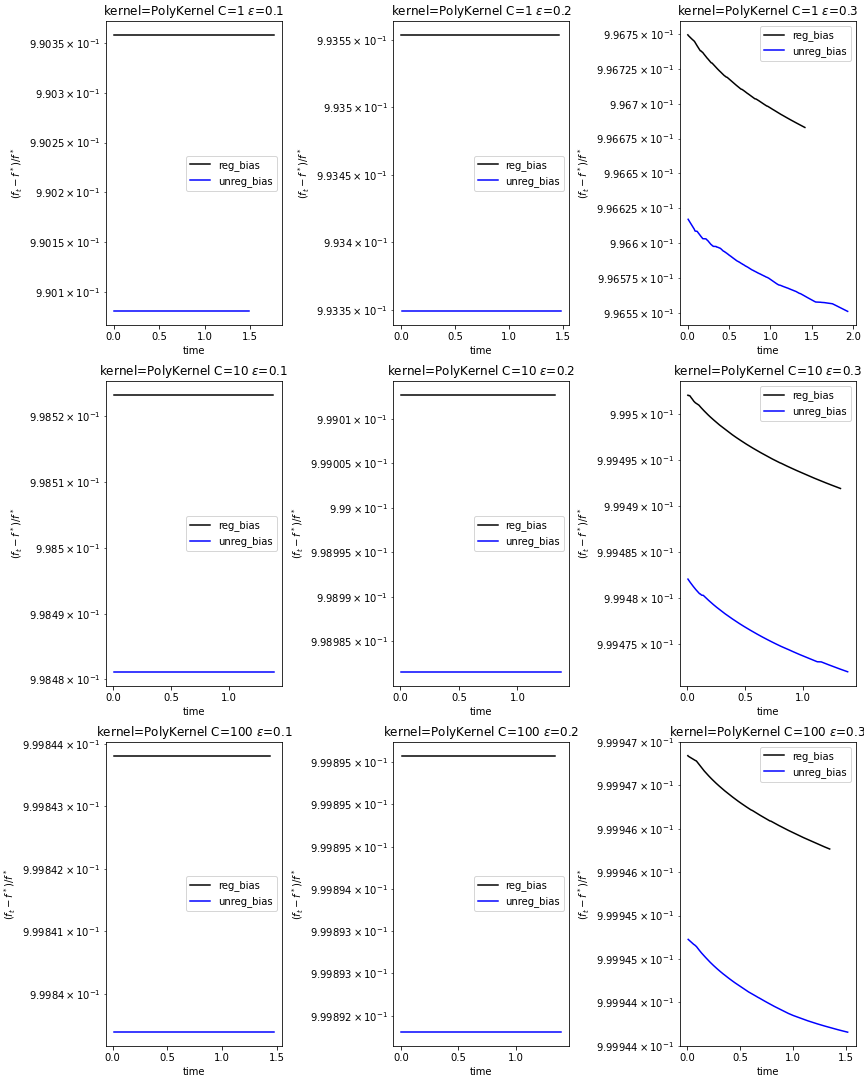 kernel=PolyKernel C=1 ε=0.1
9.9035 × 10⁻¹
9.903 × 10⁻¹
9.9025 × 10⁻¹
9.902 × 10⁻¹
9.9015 × 10⁻¹
9.901 × 10⁻¹
(f_t − f*)/f*
reg_bias
unreg_bias
0.0 0.5 1.0 1.5
time
kernel=PolyKernel C=1 ε=0.2
9.9355 × 10⁻¹
9.935 × 10⁻¹
9.9345 × 10⁻¹
9.934 × 10⁻¹
9.9335 × 10⁻¹
(f_t − f*)/f*
reg_bias
unreg_bias
0.0 0.5 1.0 1.5
time
kernel=PolyKernel C=1 ε=0.3
9.9675 × 10⁻¹
9.96725 × 10⁻¹
9.967 × 10⁻¹
9.96675 × 10⁻¹
9.9665 × 10⁻¹
9.96625 × 10⁻¹
9.966 × 10⁻¹
9.96575 × 10⁻¹
9.9655 × 10⁻¹
(f_t − f*)/f*
reg_bias
unreg_bias
0.0 0.5 1.0 1.5 2.0
time
kernel=PolyKernel C=10 ε=0.1
9.9852 × 10⁻¹
9.9851 × 10⁻¹
9.985 × 10⁻¹
9.9849 × 10⁻¹
9.9848 × 10⁻¹
(f_t − f*)/f*
reg_bias
unreg_bias
0.0 0.5 1.0
time
kernel=PolyKernel C=10 ε=0.2
9.9901 × 10⁻¹
9.99005 × 10⁻¹
9.99 × 10⁻¹
9.98995 × 10⁻¹
9.9899 × 10⁻¹
9.98985 × 10⁻¹
(f_t − f*)/f*
reg_bias
unreg_bias
0.0 0.5 1.0
time
kernel=PolyKernel C=10 ε=0.3
9.995 × 10⁻¹
9.99495 × 10⁻¹
9.9949 × 10⁻¹
9.99485 × 10⁻¹
9.9948 × 10⁻¹
9.99475 × 10⁻¹
(f_t − f*)/f*
reg_bias
unreg_bias
0.0 0.5 1.0
time
kernel=PolyKernel C=100 ε=0.1
9.99844 × 10⁻¹
9.99843 × 10⁻¹
9.99842 × 10⁻¹
9.99841 × 10⁻¹
9.9984 × 10⁻¹
(f_t − f*)/f*
reg_bias
unreg_bias
0.0 0.5 1.0 1.5
time
kernel=PolyKernel C=100 ε=0.2
9.99895 × 10⁻¹
9.99895 × 10⁻¹
9.99895 × 10⁻¹
9.99894 × 10⁻¹
9.99893 × 10⁻¹
9.99893 × 10⁻¹
9.99892 × 10⁻¹
(f_t − f*)/f*
reg_bias
unreg_bias
0.0 0.5 1.0
time
kernel=PolyKernel C=100 ε=0.3
9.99947 × 10⁻¹
9.99947 × 10⁻¹
9.99946 × 10⁻¹
9.99946 × 10⁻¹
9.99945 × 10⁻¹
9.99945 × 10⁻¹
9.99944 × 10⁻¹
9.99944 × 10⁻¹
(f_t − f*)/f*
reg_bias
unreg_bias
0.0 0.5 1.0 1.5
time